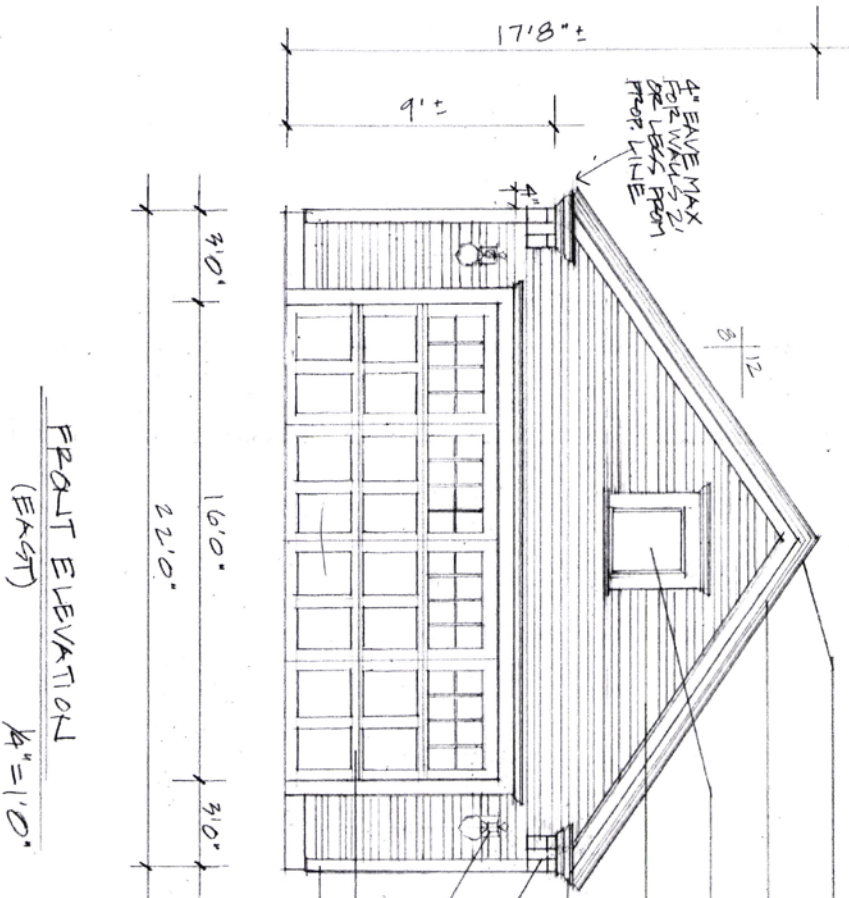 17'8"±
9'±
4" EAVE MAX
FOR WALLS 2'
OR LESS FROM
PROP. LINE
4"
12
8
3'0"
16'0"
3'0"
22'0"
FRONT ELEVATION
(EAST)
1/4"=1'0"